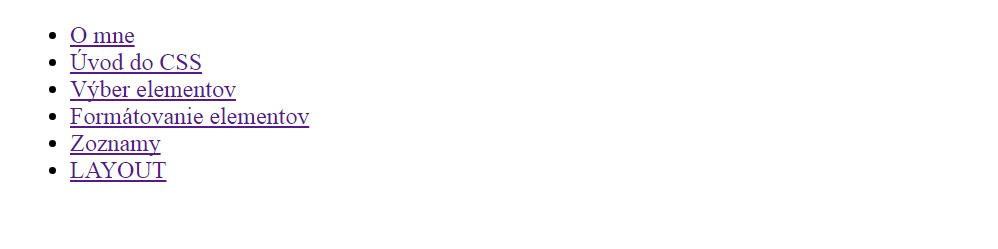 O mne
Úvod do CSS
Výber elementov
Formátovanie elementov
Zoznamy
LAYOUT